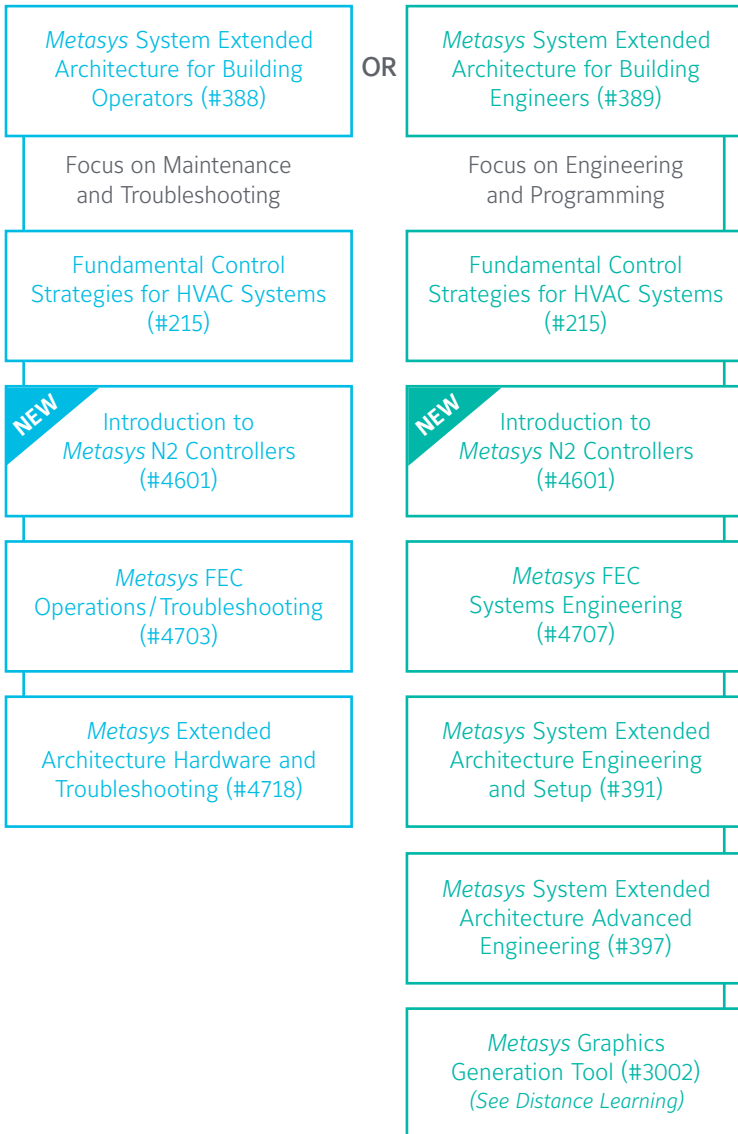 Metasys System Extended
Architecture for Building
Operators (#388)
OR
Metasys System Extended
Architecture for Building
Engineers (#389)
Focus on Maintenance
and Troubleshooting
Focus on Engineering
and Programming
Fundamental Control
Strategies for HVAC Systems
(#215)
Fundamental Control
Strategies for HVAC Systems
(#215)
NEW
Introduction to
Metasys N2 Controllers
(#4601)
NEW
Introduction to
Metasys N2 Controllers
(#4601)
Metasys FEC
Operations/Troubleshooting
(#4703)
Metasys FEC
Systems Engineering
(#4707)
Metasys Extended
Architecture Hardware and
Troubleshooting (#4718)
Metasys System Extended
Architecture Engineering
and Setup (#391)
Metasys System Extended
Architecture Advanced
Engineering (#397)
Metasys Graphics
Generation Tool (#3002)
(See Distance Learning)